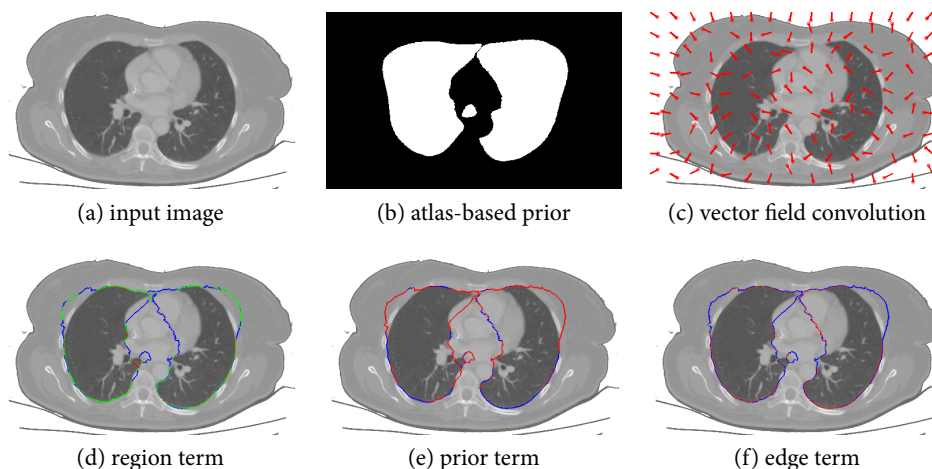 (a) input image
(b) atlas-based prior
(c) vector field convolution
(d) region term
(e) prior term
(f) edge term